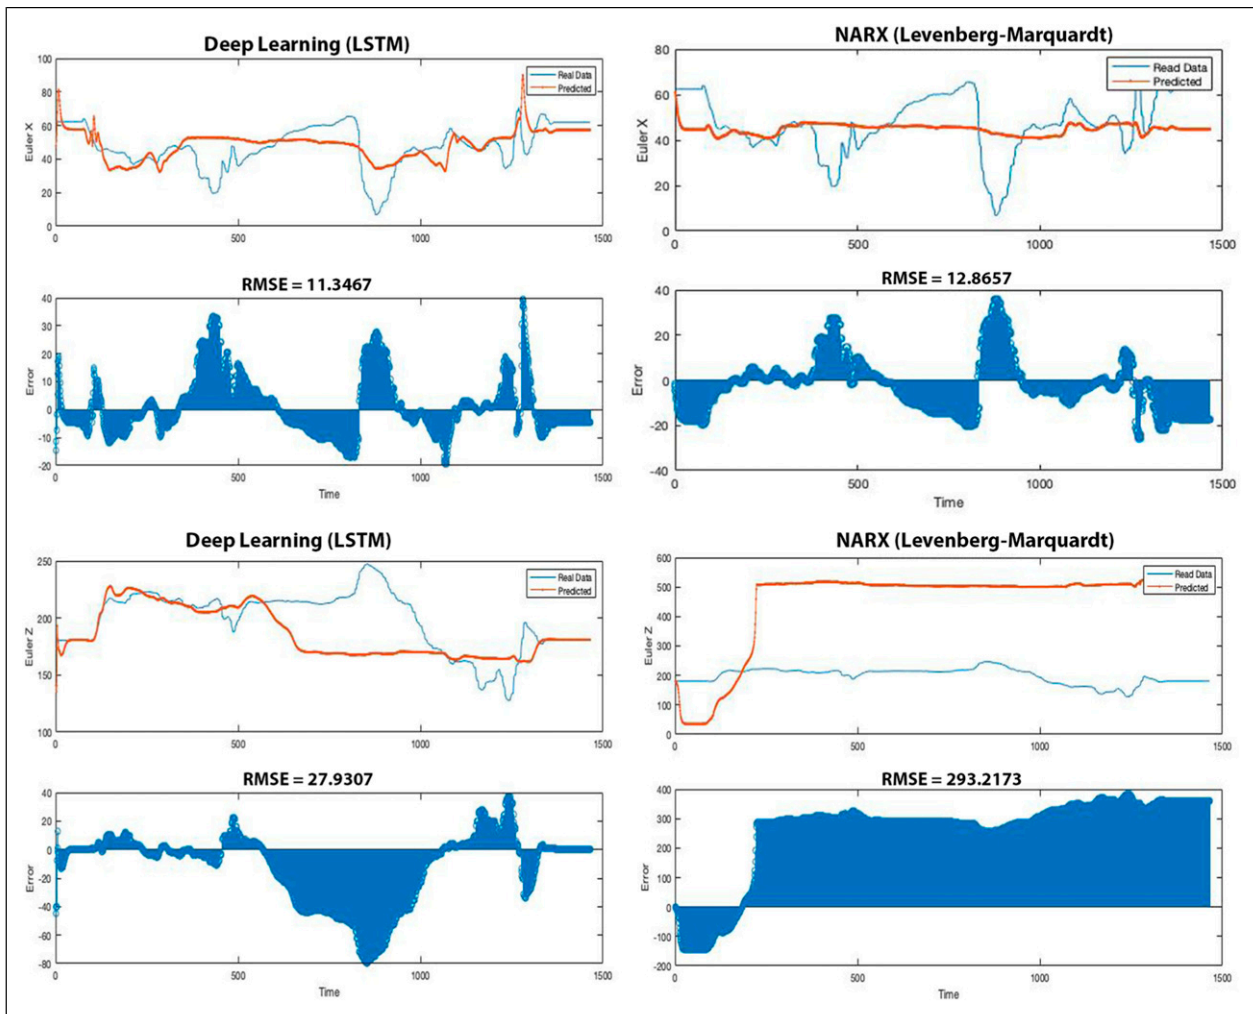 Deep Learning (LSTM)
100
80
60
40
20
0
Euler X
Real Data
Predicted
0
500
1000
1500
NARX (Levenberg-Marquardt)
80
60
40
20
0
Euler X
Read Data
Predicted
0
500
1000
1500
RMSE = 11.3467
40
30
20
10
0
-10
-20
Error
0
500
1000
1500
Time
RMSE = 12.8657
40
20
0
-20
-40
Error
0
500
1000
1500
Time
Deep Learning (LSTM)
250
200
150
100
Euler Z
Real Data
Predicted
0
500
1000
1500
NARX (Levenberg-Marquardt)
600
500
400
300
200
100
0
Euler Z
Read Data
Predicted
0
500
1000
1500
RMSE = 27.9307
40
20
0
-20
-40
-60
-80
Error
0
500
1000
1500
Time
RMSE = 293.2173
400
300
200
100
0
-100
-200
Error
0
500
1000
1500
Time